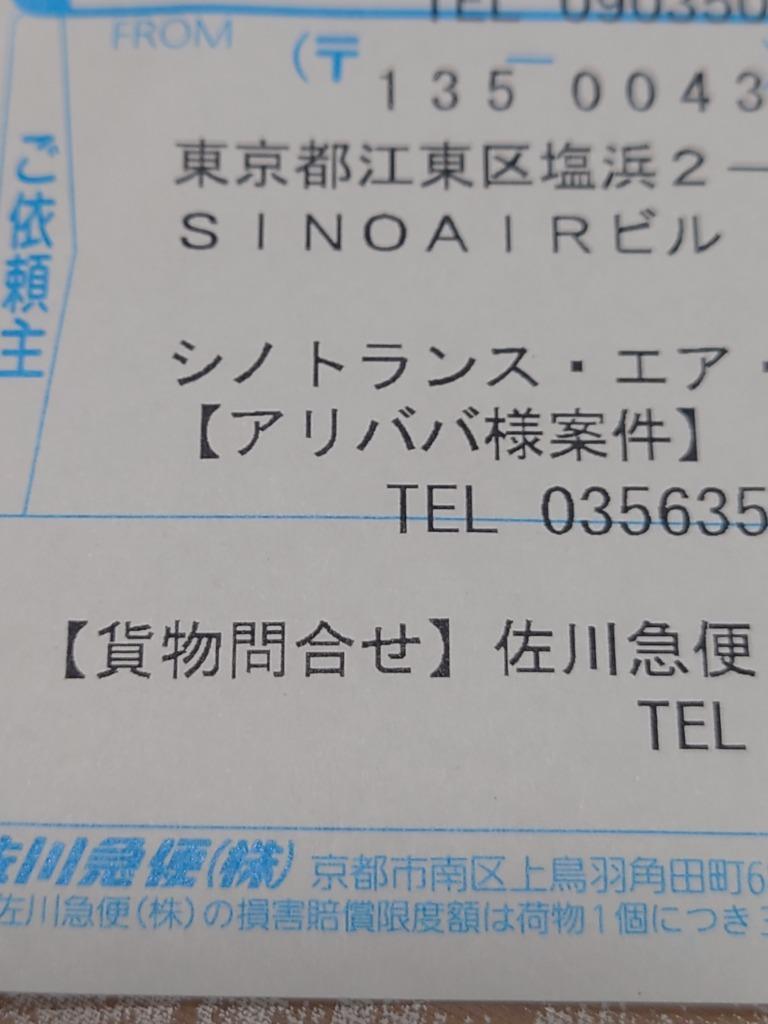 TEL 090350
FROM
(〒 —
135 0043
ご依頼主
東京都江東区塩浜2－
SINOAIRビル
シノトランス・エア・
【アリババ様案件】
TEL 035635
【貨物問合せ】佐川急便
TEL
佐川急便(株) 京都市南区上鳥羽角田町6
佐川急便(株)の損害賠償限度額は荷物1個につき